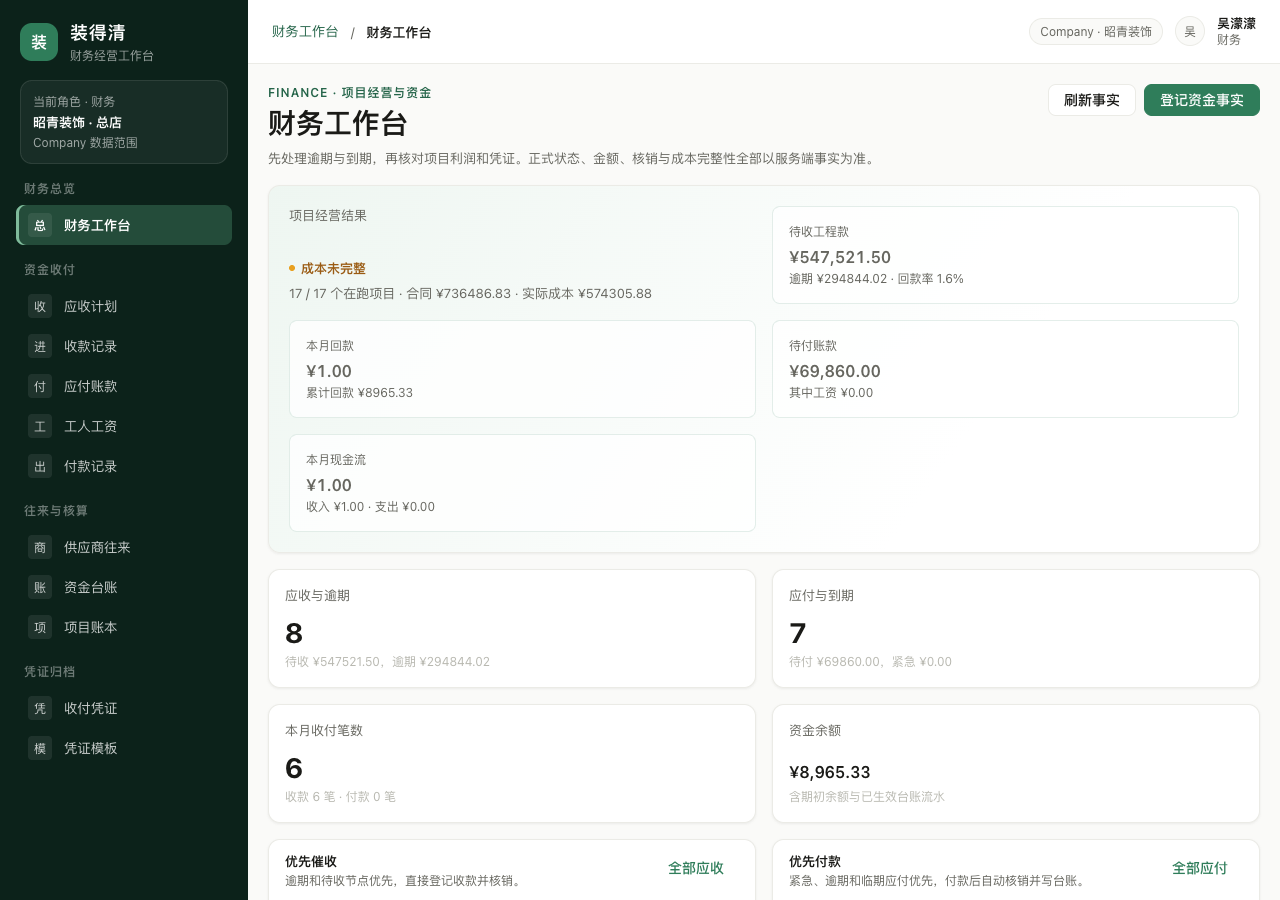 装
装得清
财务经营工作台
当前角色 · 财务
昭青装饰 · 总店
Company 数据范围
财务总览
总 财务工作台
资金收付
收 应收计划
进 收款记录
付 应付账款
工 工人工资
出 付款记录
往来与核算
商 供应商往来
账 资金台账
项 项目账本
凭证归档
凭 收付凭证
模 凭证模板
财务工作台 / 财务工作台
Company · 昭青装饰
吴
吴濛濛
财务
FINANCE · 项目经营与资金
财务工作台
先处理逾期与到期，再核对项目利润和凭证。正式状态、金额、核销与成本完整性全部以服务端事实为准。
刷新事实
登记资金事实
项目经营结果
成本未完整
17 / 17 个在跑项目 · 合同 ¥736486.83 · 实际成本 ¥574305.88
待收工程款
¥547,521.50
逾期 ¥294844.02 · 回款率 1.6%
本月回款
¥1.00
累计回款 ¥8965.33
待付账款
¥69,860.00
其中工资 ¥0.00
本月现金流
¥1.00
收入 ¥1.00 · 支出 ¥0.00
应收与逾期
8
待收 ¥547521.50，逾期 ¥294844.02
应付与到期
7
待付 ¥69860.00，紧急 ¥0.00
本月收付笔数
6
收款 6 笔 · 付款 0 笔
资金余额
¥8,965.33
含期初余额与已生效台账流水
优先催收
逾期和待收节点优先，直接登记收款并核销。
全部应收
优先付款
紧急、逾期和临期应付优先，付款后自动核销并写台账。
全部应付